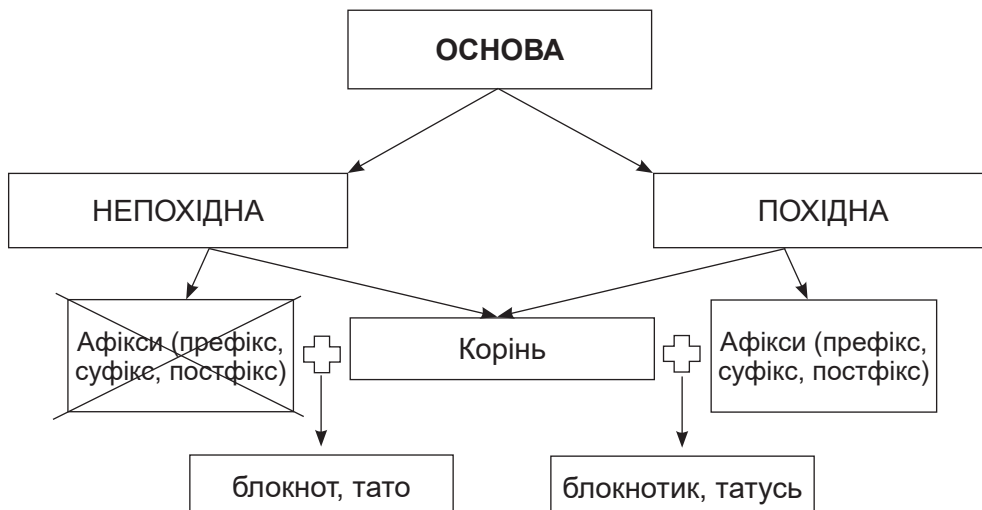 ОСНОВА
НЕПОХІДНА
ПОХІДНА
Афікси (префікс,
суфікс, постфікс)
Корінь
Афікси (префікс,
суфікс, постфікс)
блокнот, тато
блокнотик, татусь